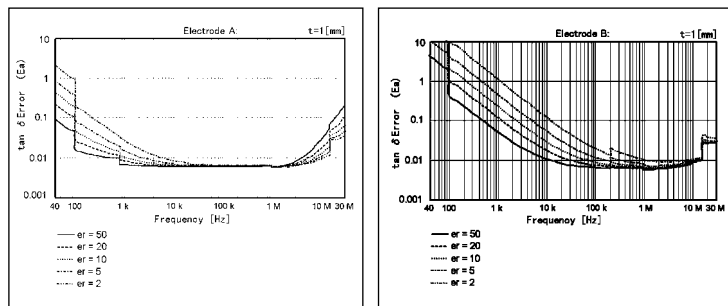 Electrode A: t=1[mm]
tan δ Error (Ea)
10
1
0.1
0.01
0.001
40 100 1 k 10 k 100 k 1 M 10 M 30 M
Frequency [Hz]
er = 50
er = 20
er = 10
er = 5
er = 2
Electrode B: t=1[mm]
tan δ Error (Ea)
10
1
0.1
0.01
0.001
40 100 1 k 10 k 100 k 1 M 10 M 30 M
Frequency [Hz]
er = 50
er = 20
er = 10
er = 5
er = 2